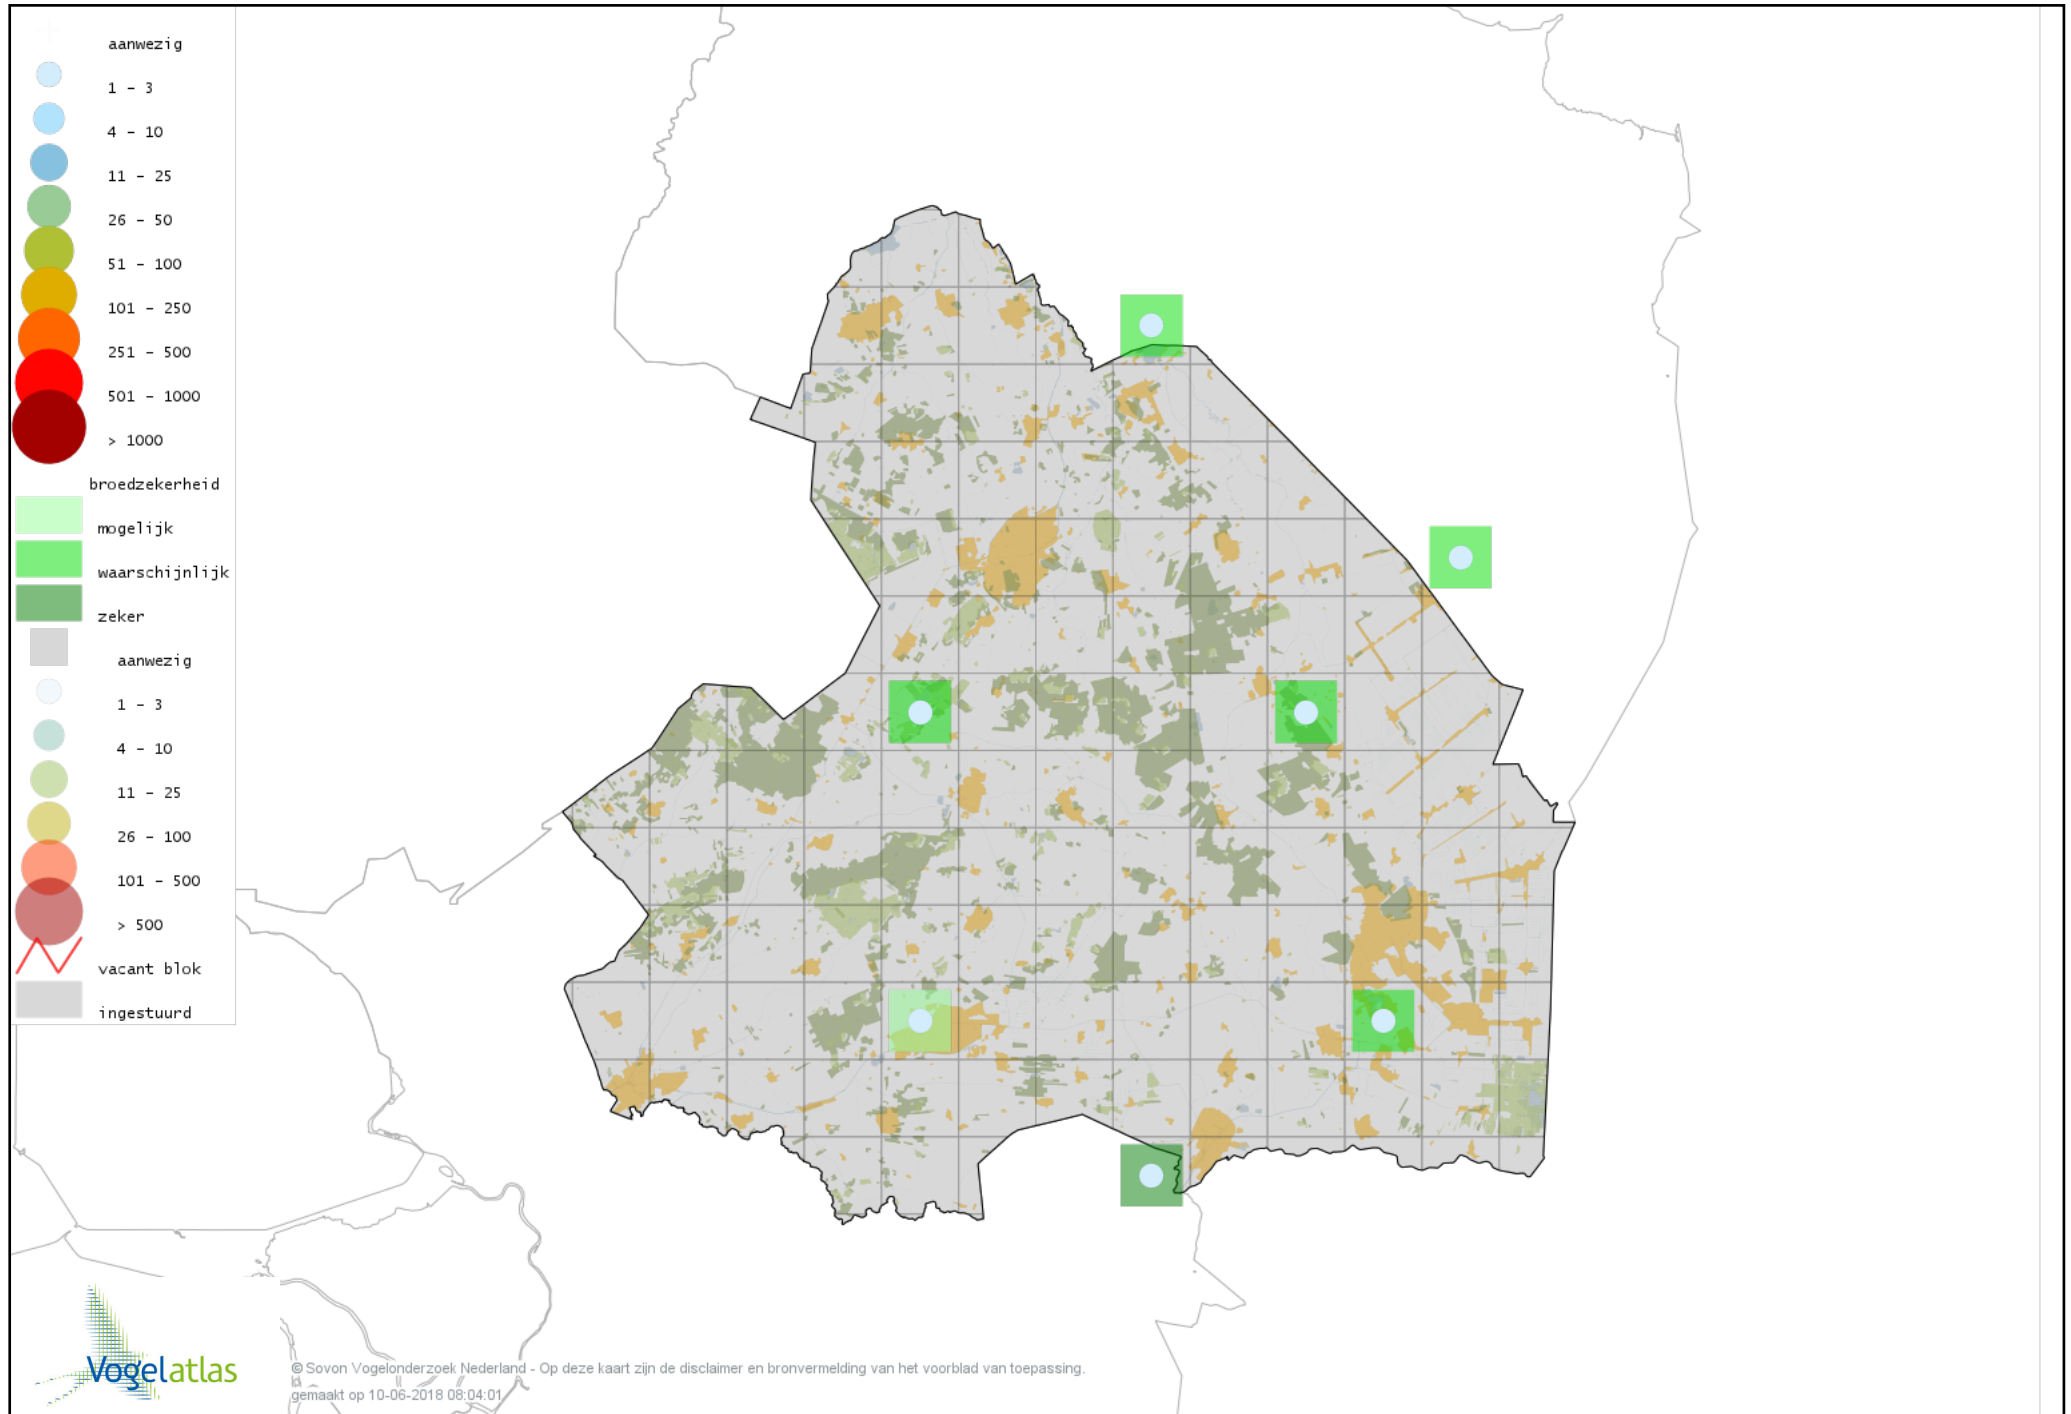 aanwezig
1 - 3
4 - 10
11 - 25
26 - 50
51 - 100
101 - 250
251 - 500
501 - 1000
> 1000
broedzekerheid
mogelijk
waarschijnlijk
zeker
aanwezig
1 - 3
4 - 10
11 - 25
26 - 100
101 - 500
> 500
vacant blok
ingestuurd
Vogelatlas
© Sovon Vogelonderzoek Nederland - Op deze kaart zijn de disclaimer en bronvermelding van het voorblad van toepassing.
gemaakt op 10-06-2018 08:04:01